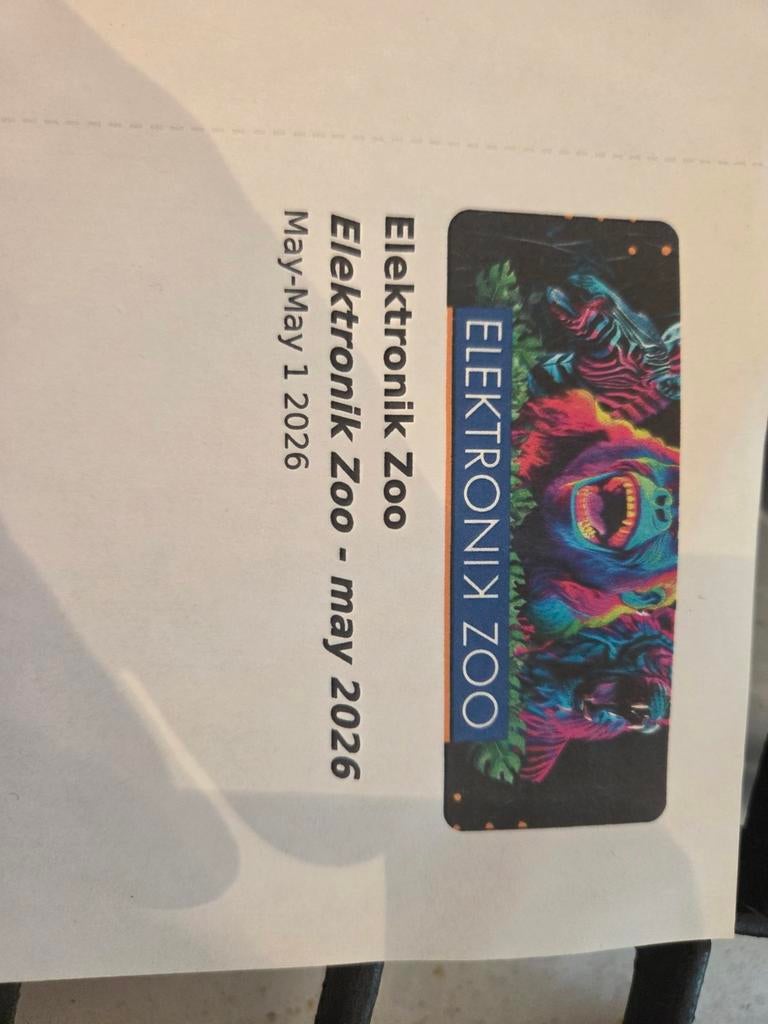 ELEKTRONIK ZOO
Elektronik Zoo
Elektronik Zoo - may 2026
May-May 1 2026